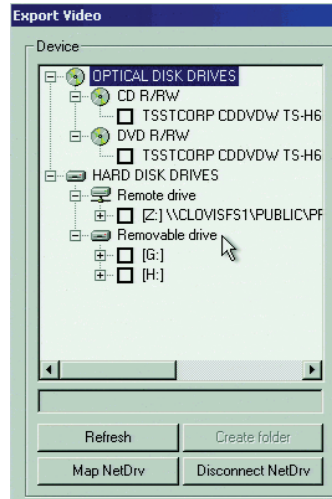 Export Video
Device
OPTICAL DISK DRIVES
CD R/RW
TSSTCORP CDDVDW TS-H6
DVD R/RW
TSSTCORP CDDVDW TS-H6
HARD DISK DRIVES
Remote drive
[Z:] \\CLOVISFS1\PUBLIC\PF
Removable drive
[G:]
[H:]
Refresh
Create folder
Map NetDrv
Disconnect NetDrv